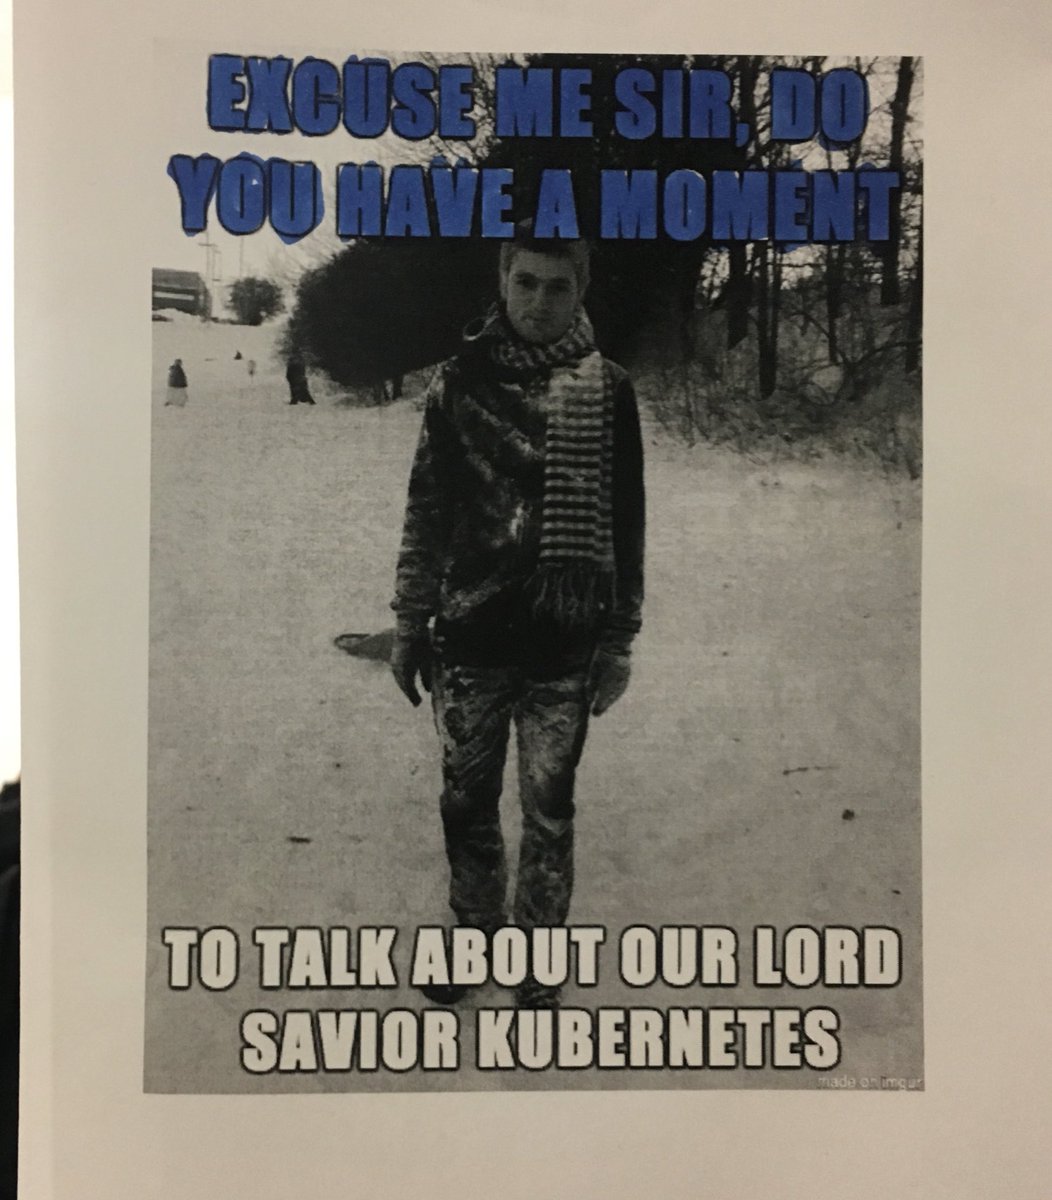 EXCUSE ME SIR, DO
YOU HAVE A MOMENT
TO TALK ABOUT OUR LORD
SAVIOR KUBERNETES
made on imgur